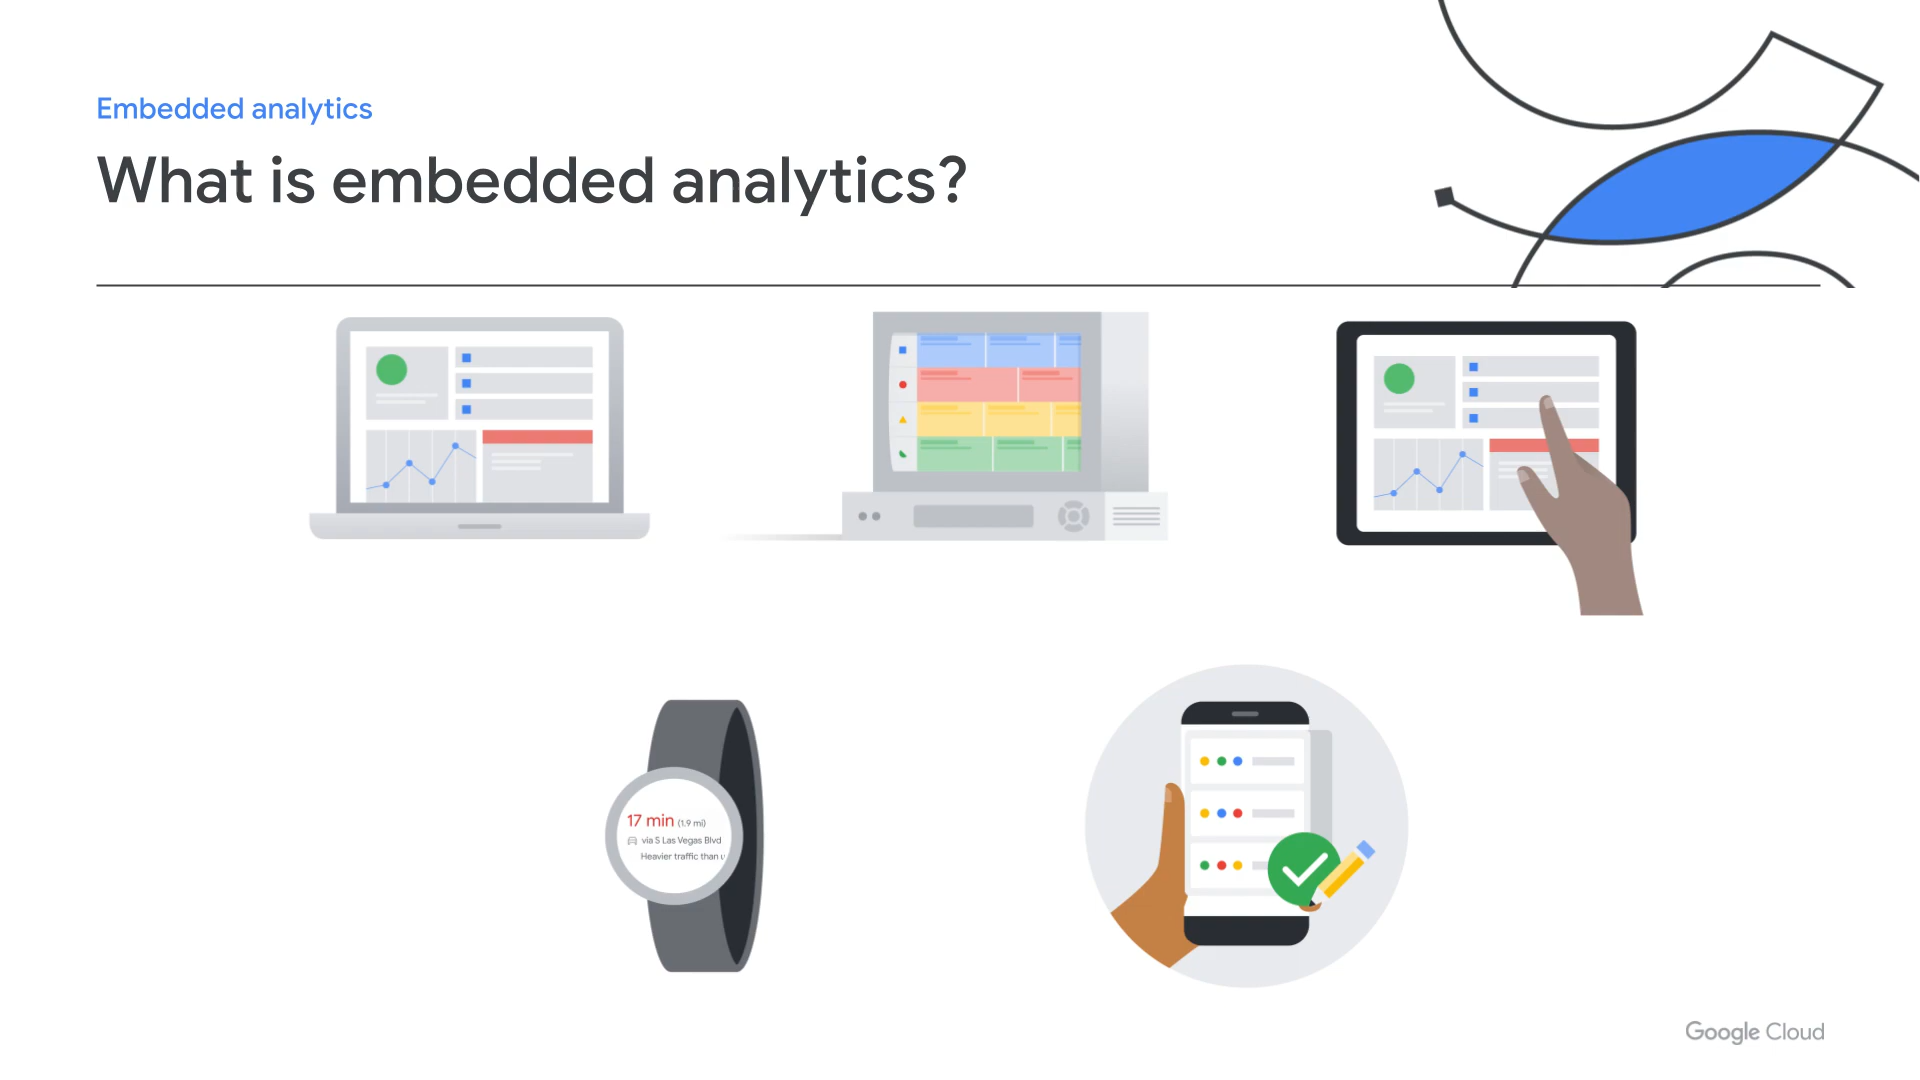 Embedded analytics
What is embedded analytics?
17 min (1.9 mi)
via S Las Vegas Blvd
Heavier traffic than
Google Cloud